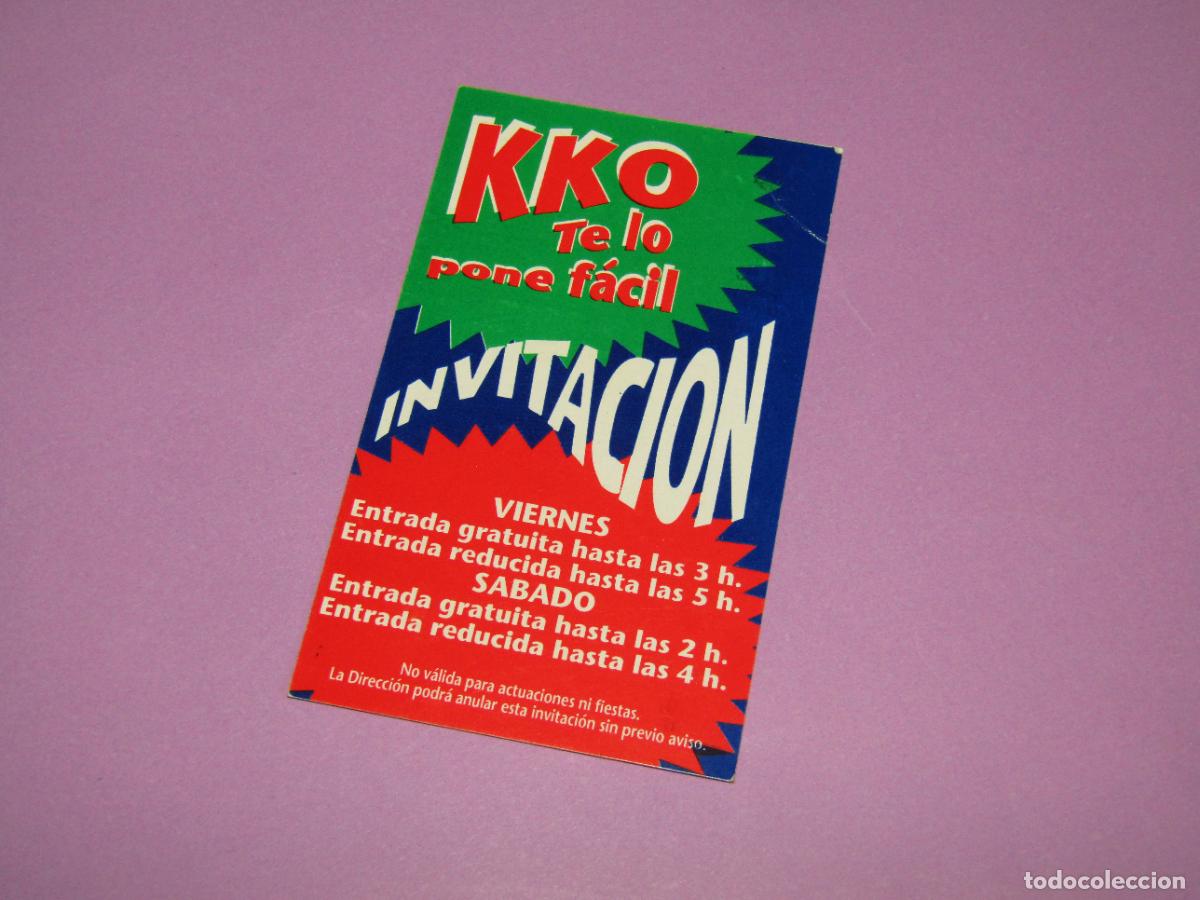 KKO
Te lo
pone fácil
INVITACION
VIERNES
Entrada gratuita hasta las 3 h.
Entrada reducida hasta las 5 h.
SABADO
Entrada gratuita hasta las 2 h.
Entrada reducida hasta las 4 h.
No válida para actuaciones ni fiestas.
La Dirección podrá anular esta invitación sin previo aviso.
todocoleccion